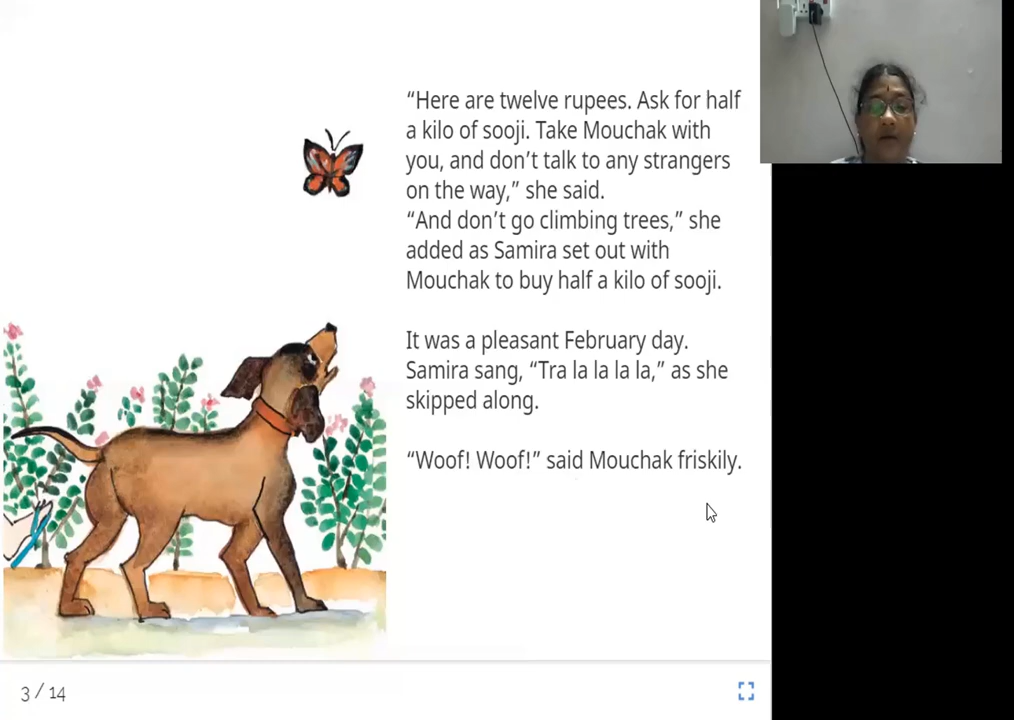 “Here are twelve rupees. Ask for half
a kilo of sooji. Take Mouchak with
you, and don’t talk to any strangers
on the way,” she said.
“And don’t go climbing trees,” she
added as Samira set out with
Mouchak to buy half a kilo of sooji.
It was a pleasant February day.
Samira sang, “Tra la la la la,” as she
skipped along.
“Woof! Woof!” said Mouchak friskily.
3 / 14